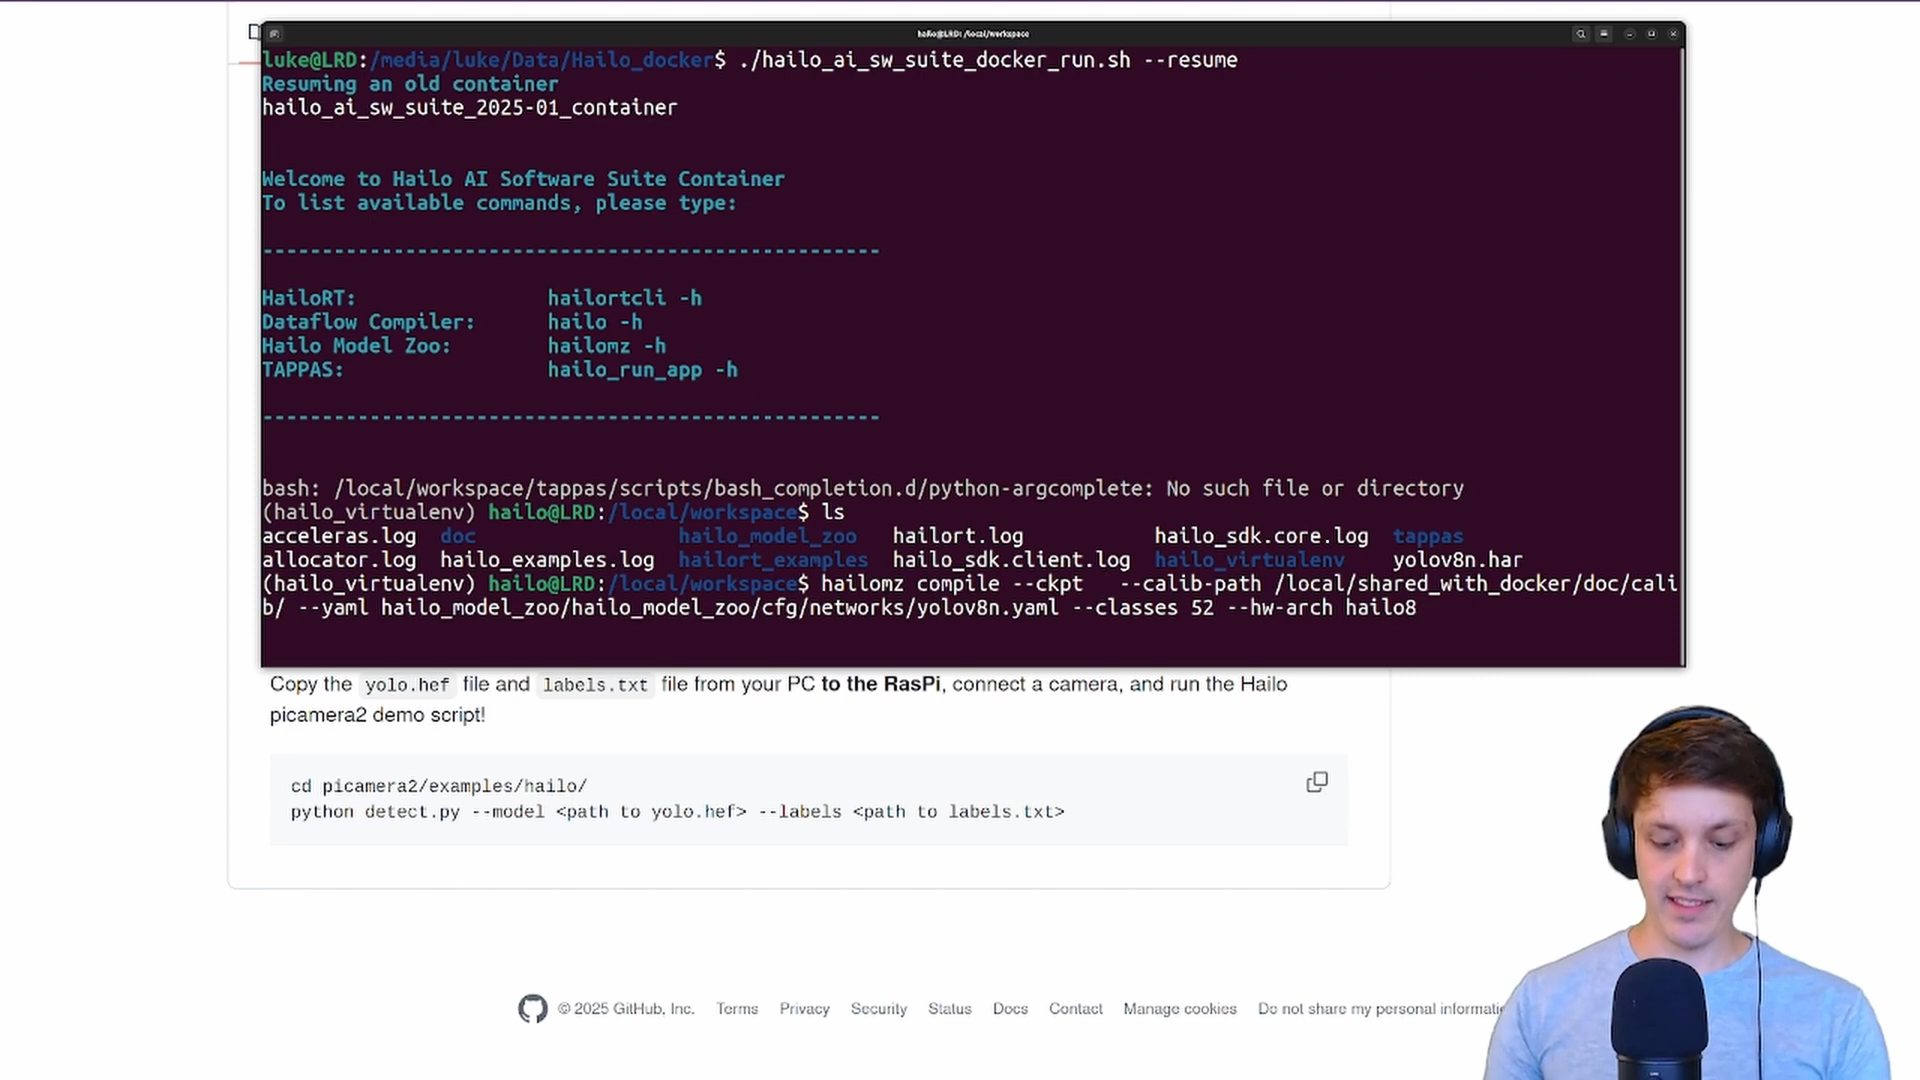 hailo@LRD: /local/workspace
luke@LRD:/media/luke/Data/Hailo_docker$ ./hailo_ai_sw_suite_docker_run.sh --resume
Resuming an old container
hailo_ai_sw_suite_2025-01_container
Welcome to Hailo AI Software Suite Container
To list available commands, please type:
----------------------------------------------------
HailoRT: hailortcli -h
Dataflow Compiler: hailo -h
Hailo Model Zoo: hailomz -h
TAPPAS: hailo_run_app -h
----------------------------------------------------
bash: /local/workspace/tappas/scripts/bash_completion.d/python-argcomplete: No such file or directory
(hailo_virtualenv) hailo@LRD:/local/workspace$ ls
acceleras.log doc hailo_model_zoo hailort.log hailo_sdk.core.log tappas
allocator.log hailo_examples.log hailort_examples hailo_sdk.client.log hailo_virtualenv yolov8n.har
(hailo_virtualenv) hailo@LRD:/local/workspace$ hailomz compile --ckpt   --calib-path /local/shared_with_docker/doc/cali
b/ --yaml hailo_model_zoo/hailo_model_zoo/cfg/networks/yolov8n.yaml --classes 52 --hw-arch hailo8
Copy the yolo.hef file and labels.txt file from your PC to the RasPi, connect a camera, and run the Hailo
picamera2 demo script!
cd picamera2/examples/hailo/
python detect.py --model <path to yolo.hef> --labels <path to labels.txt>
© 2025 GitHub, Inc. Terms Privacy Security Status Docs Contact Manage cookies Do not share my personal informatio